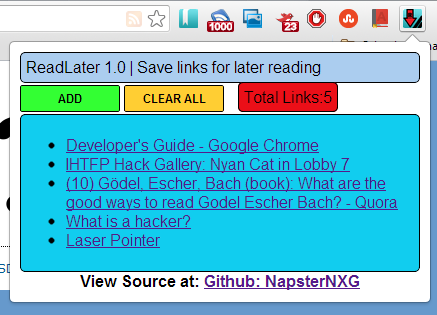 1000
23
ReadLater 1.0 | Save links for later reading
ADD CLEAR ALL Total Links:5
Developer's Guide - Google Chrome
IHTFP Hack Gallery: Nyan Cat in Lobby 7
(10) Gödel, Escher, Bach (book): What are the
good ways to read Godel Escher Bach? - Quora
What is a hacker?
Laser Pointer
View Source at: Github: NapsterNXG